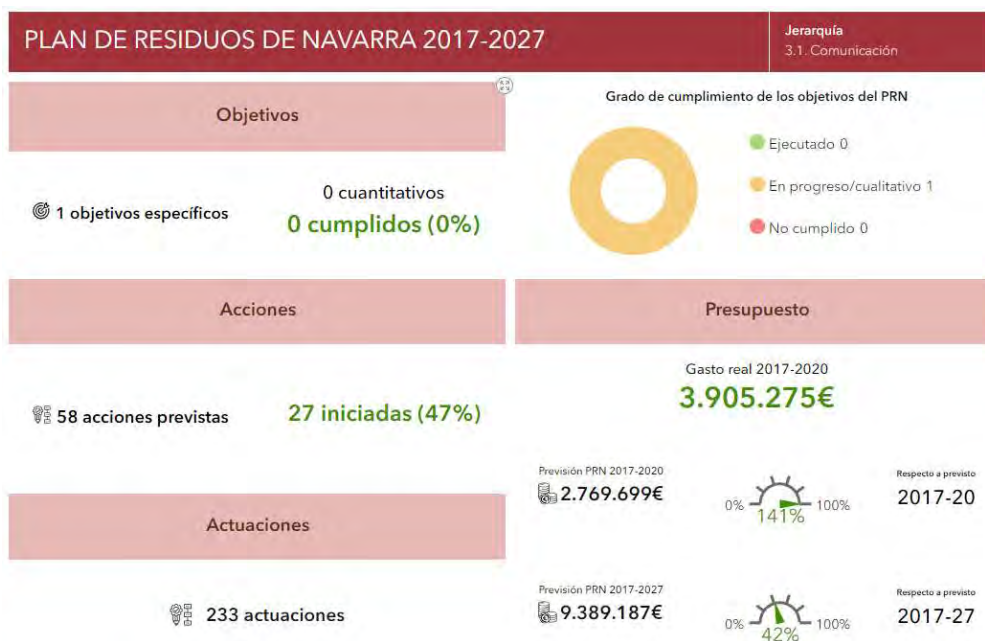 PLAN DE RESIDUOS DE NAVARRA 2017-2027
Jerarquía
3.1. Comunicación
Objetivos
1 objetivos específicos
0 cuantitativos
0 cumplidos (0%)
Grado de cumplimiento de los objetivos del PRN
Ejecutado 0
En progreso/cualitativo 1
No cumplido 0
Acciones
58 acciones previstas
27 iniciadas (47%)
Presupuesto
Gasto real 2017-2020
3.905.275€
Previsión PRN 2017-2020
2.769.699€
0%
141%
100%
Respecto a previsto
2017-20
Actuaciones
233 actuaciones
Previsión PRN 2017-2027
9.389.187€
0%
42%
100%
Respecto a previsto
2017-27